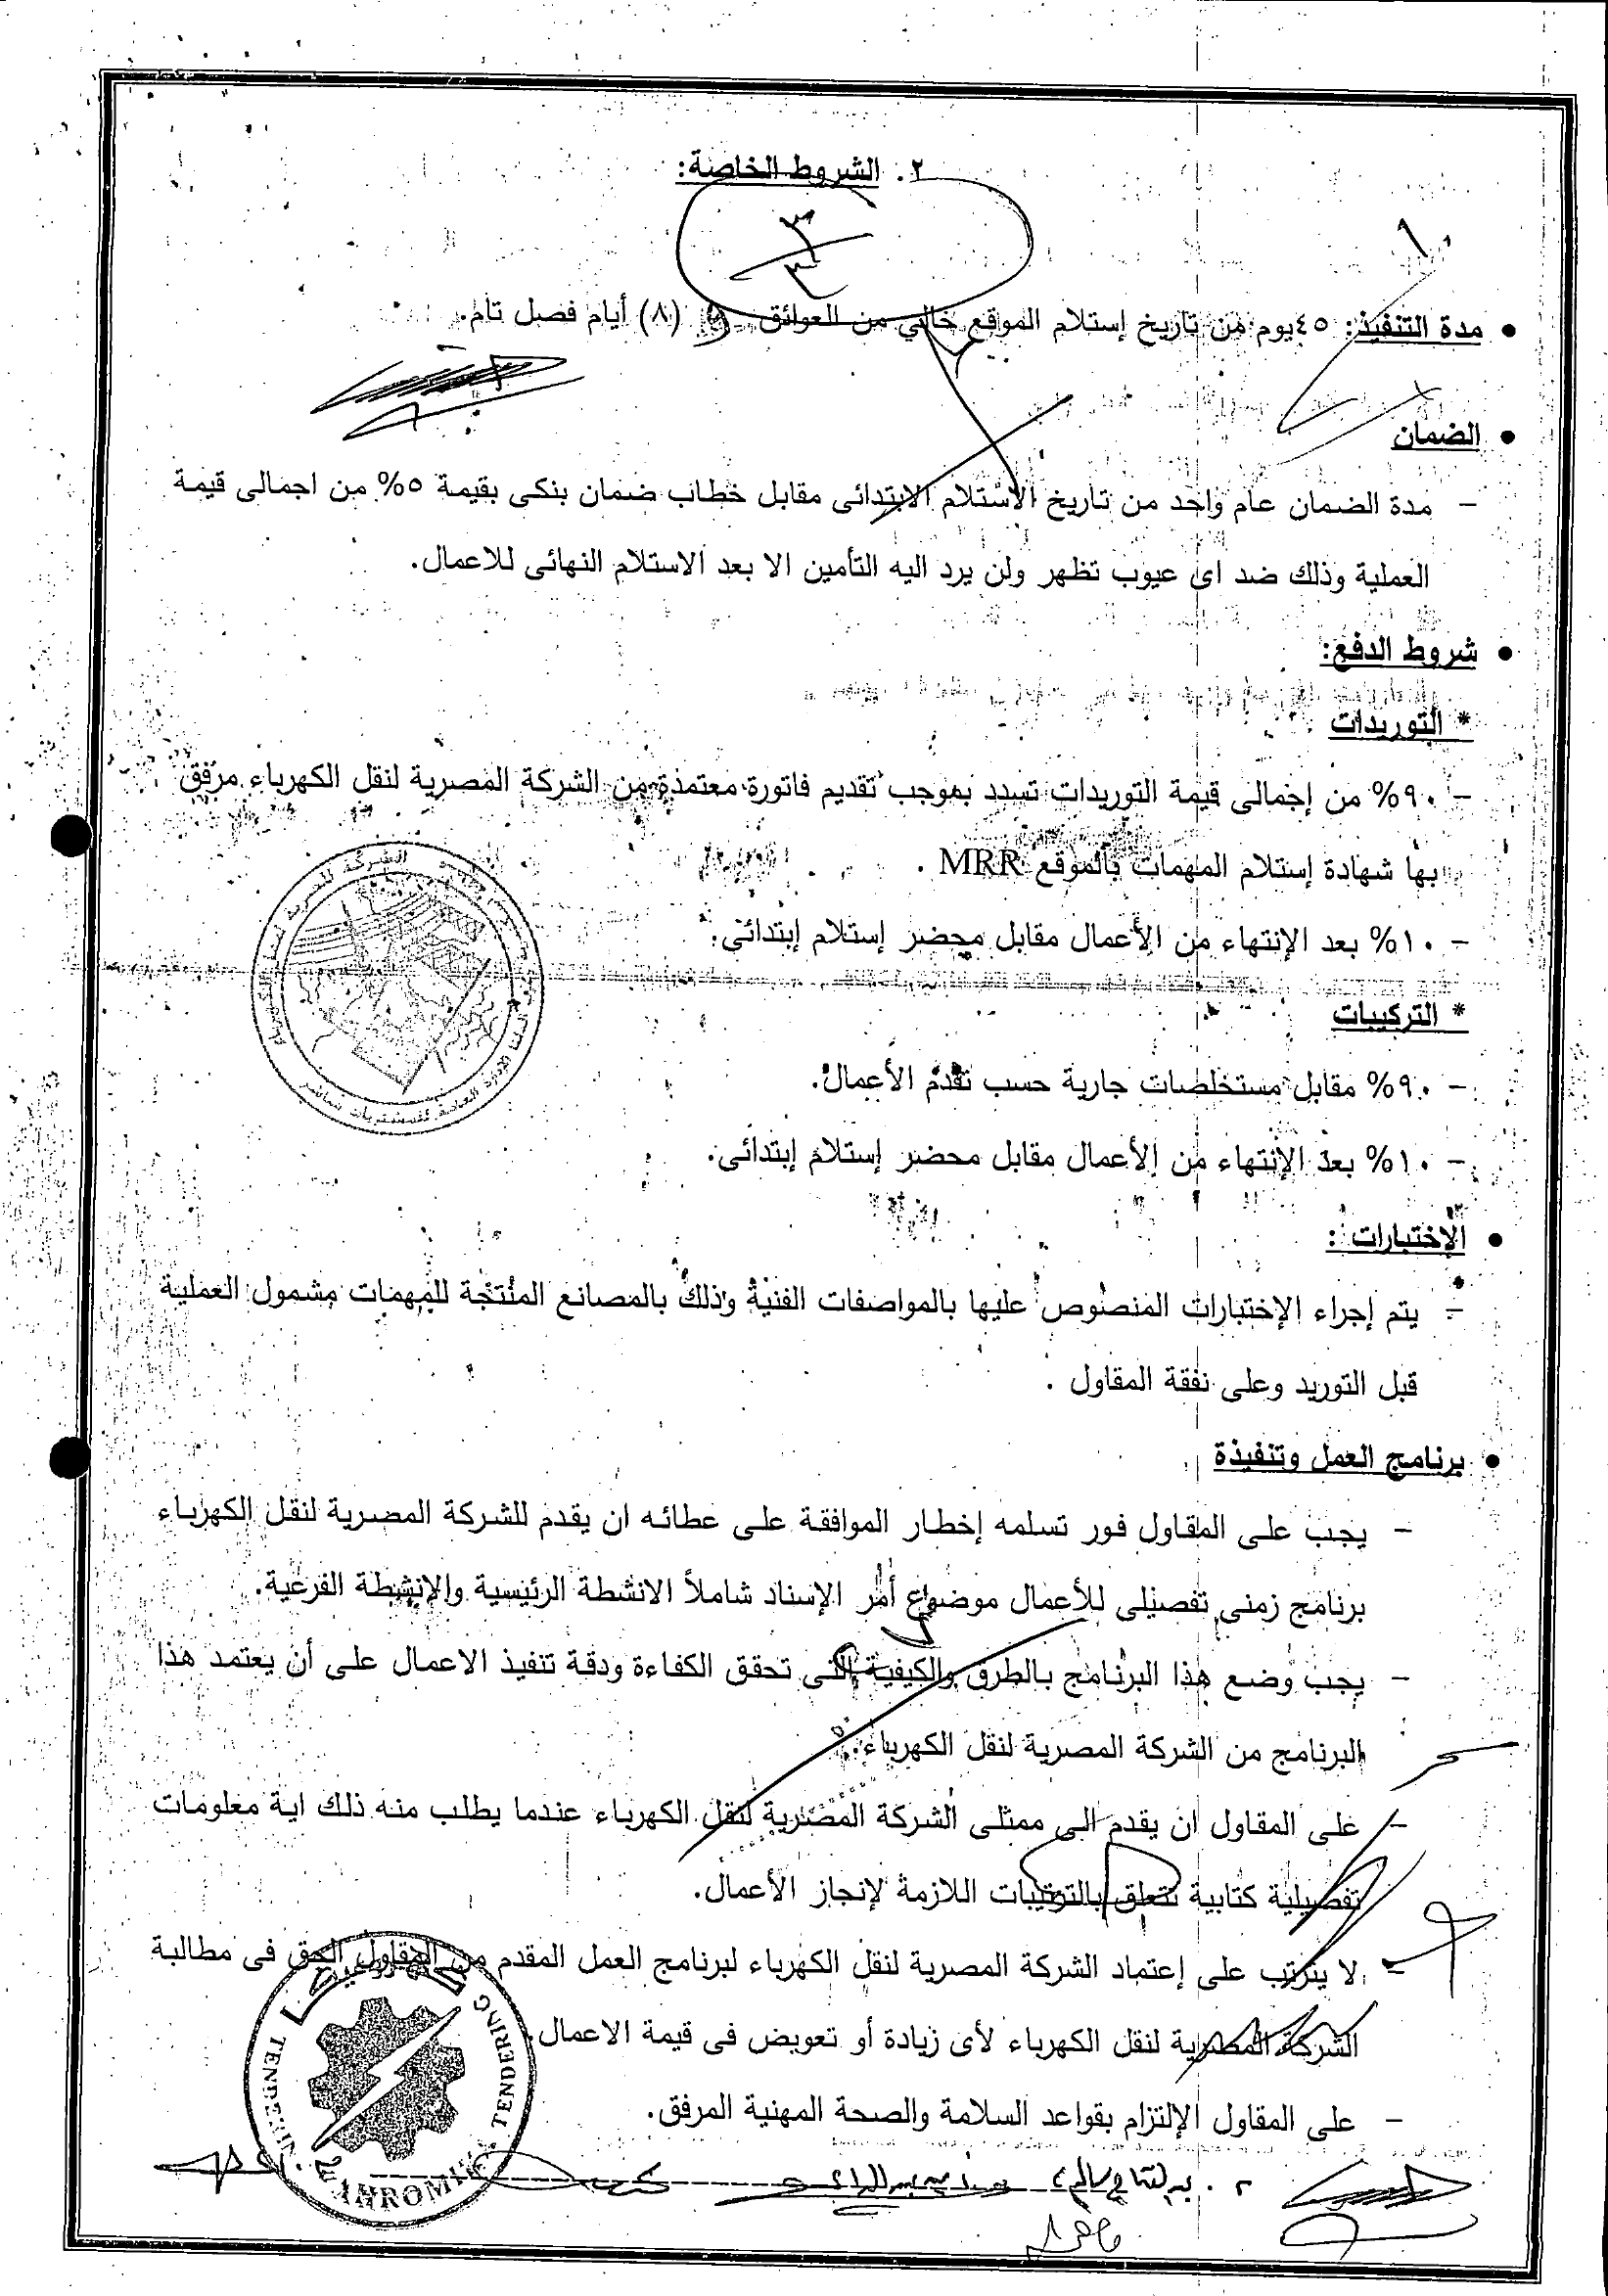 ٢. الشروط الخاصة:
٣
٣
• مدة التنفيذ: ٤٥يوم من تاريخ إستلام الموقع خالي من العوائق (٨) أيام فصل تام.
• الضمان
– مدة الضمان عام واحد من تاريخ الاستلام الابتدائى مقابل خطاب ضمان بنكى بقيمة ٥% من اجمالى قيمة
العملية وذلك ضد اى عيوب تظهر ولن يرد اليه التأمين الا بعد الاستلام النهائى للاعمال.
• شروط الدفع:
* التوريدات
– ٩٠% من إجمالى قيمة التوريدات تسدد بموجب تقديم فاتورة معتمدة من الشركة المصرية لنقل الكهرباء مرفق
بها شهادة إستلام المهمات بالموقع MRR .
– ١٠% بعد الإنتهاء من الأعمال مقابل محضر إستلام إبتدائى.
* التركيبات
– ٩٠% مقابل مستخلصات جارية حسب تقدم الأعمال.
– ١٠% بعد الإنتهاء من الأعمال مقابل محضر إستلام إبتدائى.
• الإختبارات :
– يتم إجراء الإختبارات المنصوص عليها بالمواصفات الفنية وذلك بالمصانع المنتجة للمهمات مشمول العملية
قبل التوريد وعلى نفقة المقاول .
• برنامج العمل وتنفيذة
– يجب على المقاول فور تسلمه إخطار الموافقة على عطائه ان يقدم للشركة المصرية لنقل الكهرباء
برنامج زمنى تفصيلى للأعمال موضوع أمر الإسناد شاملاً الانشطة الرئيسية والانشطة الفرعية.
– يجب وضع هذا البرنامج بالطرق والكيفية التى تحقق الكفاءة ودقة تنفيذ الاعمال على أن يعتمد هذا
البرنامج من الشركة المصرية لنقل الكهرباء.
– على المقاول ان يقدم الى ممثلى الشركة المصرية لنقل الكهرباء عندما يطلب منه ذلك اية معلومات
تفصيلية كتابية تتعلق بالترتيبات اللازمة لإنجاز الأعمال.
– لا يترتب على إعتماد الشركة المصرية لنقل الكهرباء لبرنامج العمل المقدم من المقاول الحق فى مطالبة
الشركة المصرية لنقل الكهرباء لأى زيادة أو تعويض فى قيمة الاعمال.
– على المقاول الإلتزام بقواعد السلامة والصحة المهنية المرفق.
TENDERING